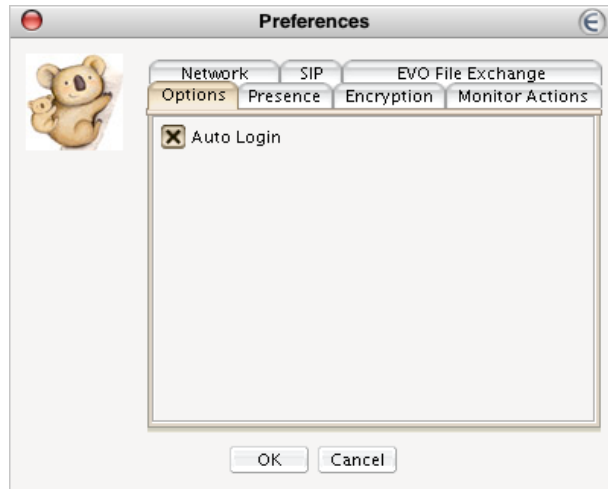 Preferences
Network SIP EVO File Exchange
Options Presence Encryption Monitor Actions
Auto Login
OK Cancel